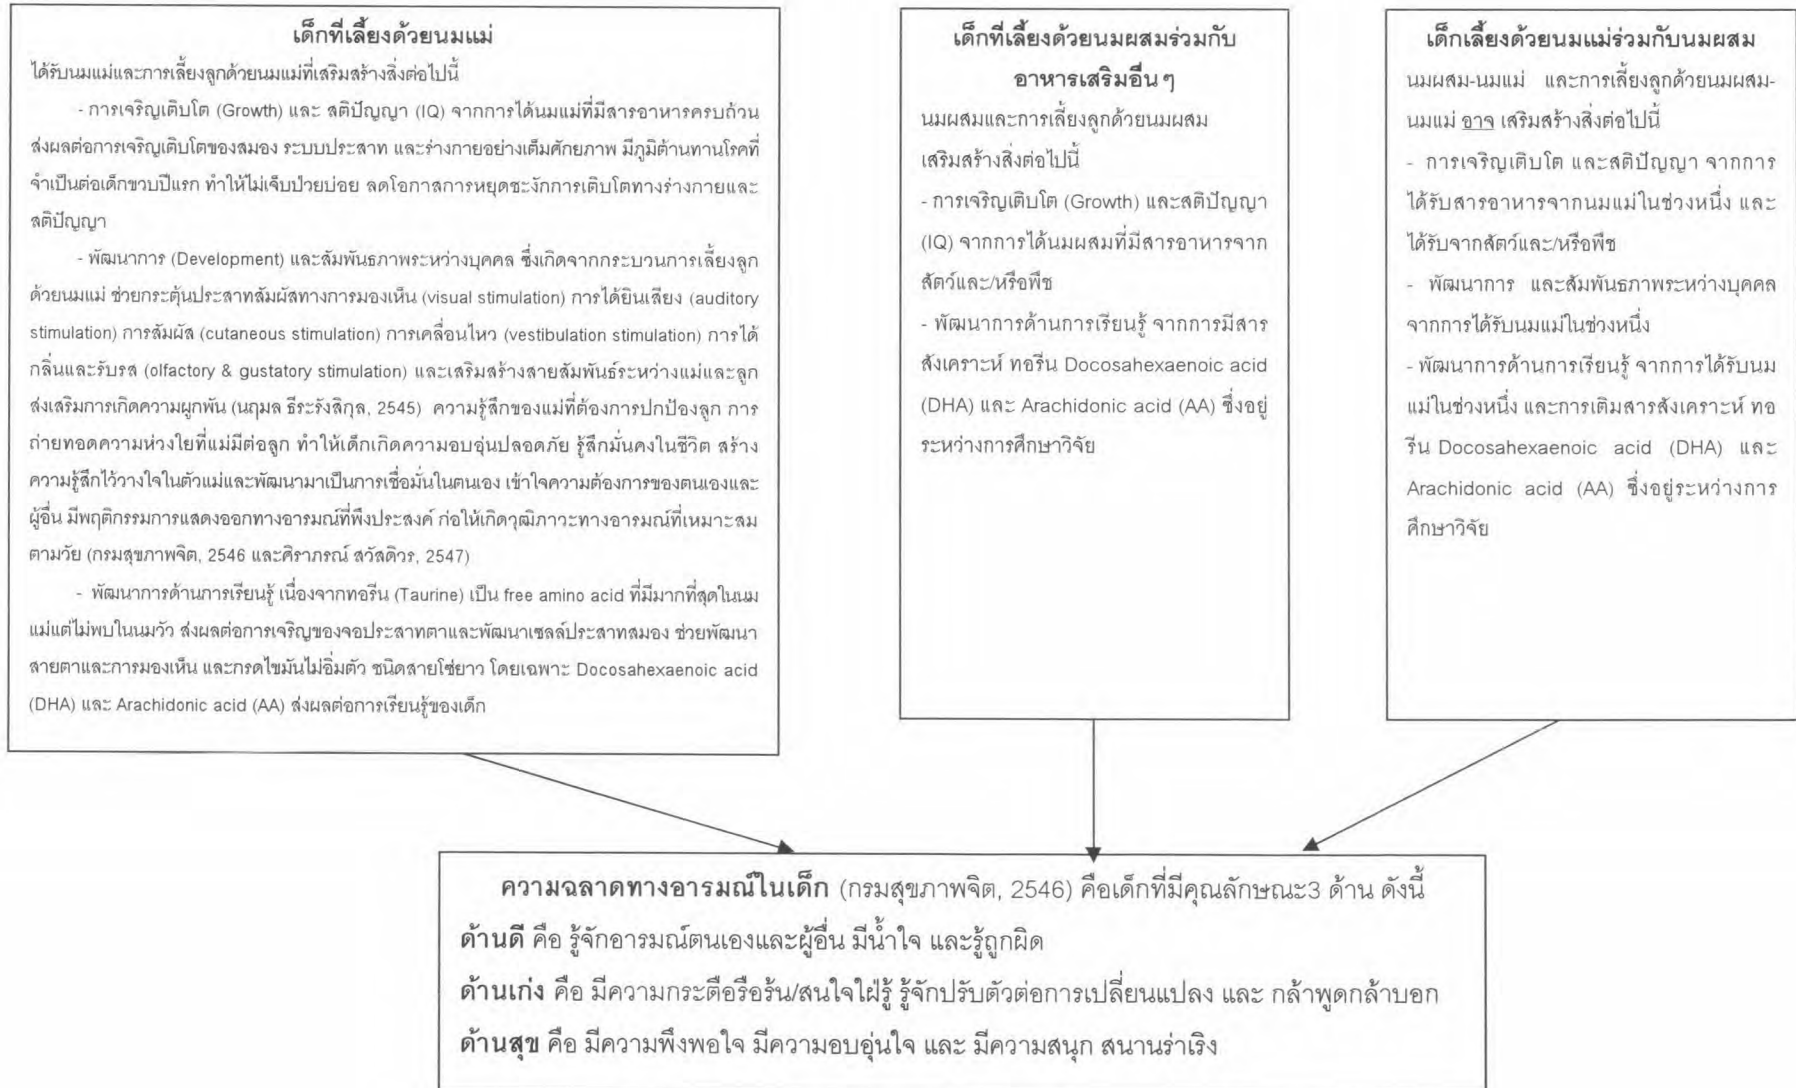 เด็กที่เลี้ยงด้วยนมแม่
ได้รับนมแม่และการเลี้ยงลูกด้วยนมแม่ที่เสริมสร้างสิ่งต่อไปนี้
- การเจริญเติบโต (Growth) และ สติปัญญา (IQ) จากการได้นมแม่ที่มีสารอาหารครบถ้วน
ส่งผลต่อการเจริญเติบโตของสมอง ระบบประสาท และร่างกายอย่างเต็มศักยภาพ มีภูมิต้านทานโรคที่
จำเป็นต่อเด็กขวบปีแรก ทำให้ไม่เจ็บป่วยบ่อย ลดโอกาสการหยุดชะงักการเติบโตทางร่างกายและ
สติปัญญา
- พัฒนาการ (Development) และสัมพันธภาพระหว่างบุคคล ซึ่งเกิดจากกระบวนการเลี้ยงลูก
ด้วยนมแม่ ช่วยกระตุ้นประสาทสัมผัสทางการมองเห็น (visual stimulation) การได้ยินเสียง (auditory
stimulation) การสัมผัส (cutaneous stimulation) การเคลื่อนไหว (vestibulation stimulation) การได้
กลิ่นและรับรส (olfactory & gustatory stimulation) และเสริมสร้างสายสัมพันธ์ระหว่างแม่และลูก
ส่งเสริมการเกิดความผูกพัน (นฤมล ธีระรังสิกุล, 2545) ความรู้สึกของแม่ที่ต้องการปกป้องลูก การ
ถ่ายทอดความห่วงใยที่แม่มีต่อลูก ทำให้เด็กเกิดความอบอุ่นปลอดภัย รู้สึกมั่นคงในชีวิต สร้าง
ความรู้สึกไว้วางใจในตัวแม่และพัฒนามาเป็นการเชื่อมั่นในตนเอง เข้าใจความต้องการของตนเองและ
ผู้อื่น มีพฤติกรรมการแสดงออกทางอารมณ์ที่พึงประสงค์ ก่อให้เกิดวุฒิภาวะทางอารมณ์ที่เหมาะสม
ตามวัย (กรมสุขภาพจิต, 2546 และศิราภรณ์ สวัสดิวร, 2547)
- พัฒนาการด้านการเรียนรู้ เนื่องจากทอรีน (Taurine) เป็น free amino acid ที่มีมากที่สุดในนม
แม่แต่ไม่พบในนมวัว ส่งผลต่อการเจริญของจอประสาทตาและพัฒนาเซลล์ประสาทสมอง ช่วยพัฒนา
สายตาและการมองเห็น และกรดไขมันไม่อิ่มตัว ชนิดสายโซ่ยาว โดยเฉพาะ Docosahexaenoic acid
(DHA) และ Arachidonic acid (AA) ส่งผลต่อการเรียนรู้ของเด็ก
เด็กที่เลี้ยงด้วยนมผสมร่วมกับ
อาหารเสริมอื่น ๆ
นมผสมและการเลี้ยงลูกด้วยนมผสม
เสริมสร้างสิ่งต่อไปนี้
- การเจริญเติบโต (Growth) และสติปัญญา
(IQ) จากการได้นมผสมที่มีสารอาหารจาก
สัตว์และ/หรือพืช
- พัฒนาการด้านการเรียนรู้ จากการมีสาร
สังเคราะห์ ทอรีน Docosahexaenoic acid
(DHA) และ Arachidonic acid (AA) ซึ่งอยู่
ระหว่างการศึกษาวิจัย
เด็กเลี้ยงด้วยนมแม่ร่วมกับนมผสม
นมผสม-นมแม่ และการเลี้ยงลูกด้วยนมผสม-
นมแม่ อาจ เสริมสร้างสิ่งต่อไปนี้
- การเจริญเติบโต และสติปัญญา จากการ
ได้รับสารอาหารจากนมแม่ในช่วงหนึ่ง และ
ได้รับจากสัตว์และ/หรือพืช
- พัฒนาการ และสัมพันธภาพระหว่างบุคคล
จากการได้รับนมแม่ในช่วงหนึ่ง
- พัฒนาการด้านการเรียนรู้ จากการได้รับนม
แม่ในช่วงหนึ่ง และการเติมสารสังเคราะห์ ทอ
รีน Docosahexaenoic acid (DHA) และ
Arachidonic acid (AA) ซึ่งอยู่ระหว่างการ
ศึกษาวิจัย
ความฉลาดทางอารมณ์ในเด็ก (กรมสุขภาพจิต, 2546) คือเด็กที่มีคุณลักษณะ3 ด้าน ดังนี้
ด้านดี คือ รู้จักอารมณ์ตนเองและผู้อื่น มีน้ำใจ และรู้ถูกผิด
ด้านเก่ง คือ มีความกระตือรือร้น/สนใจใฝ่รู้ รู้จักปรับตัวต่อการเปลี่ยนแปลง และ กล้าพูดกล้าบอก
ด้านสุข คือ มีความพึงพอใจ มีความอบอุ่นใจ และ มีความสนุก สนานร่าเริง